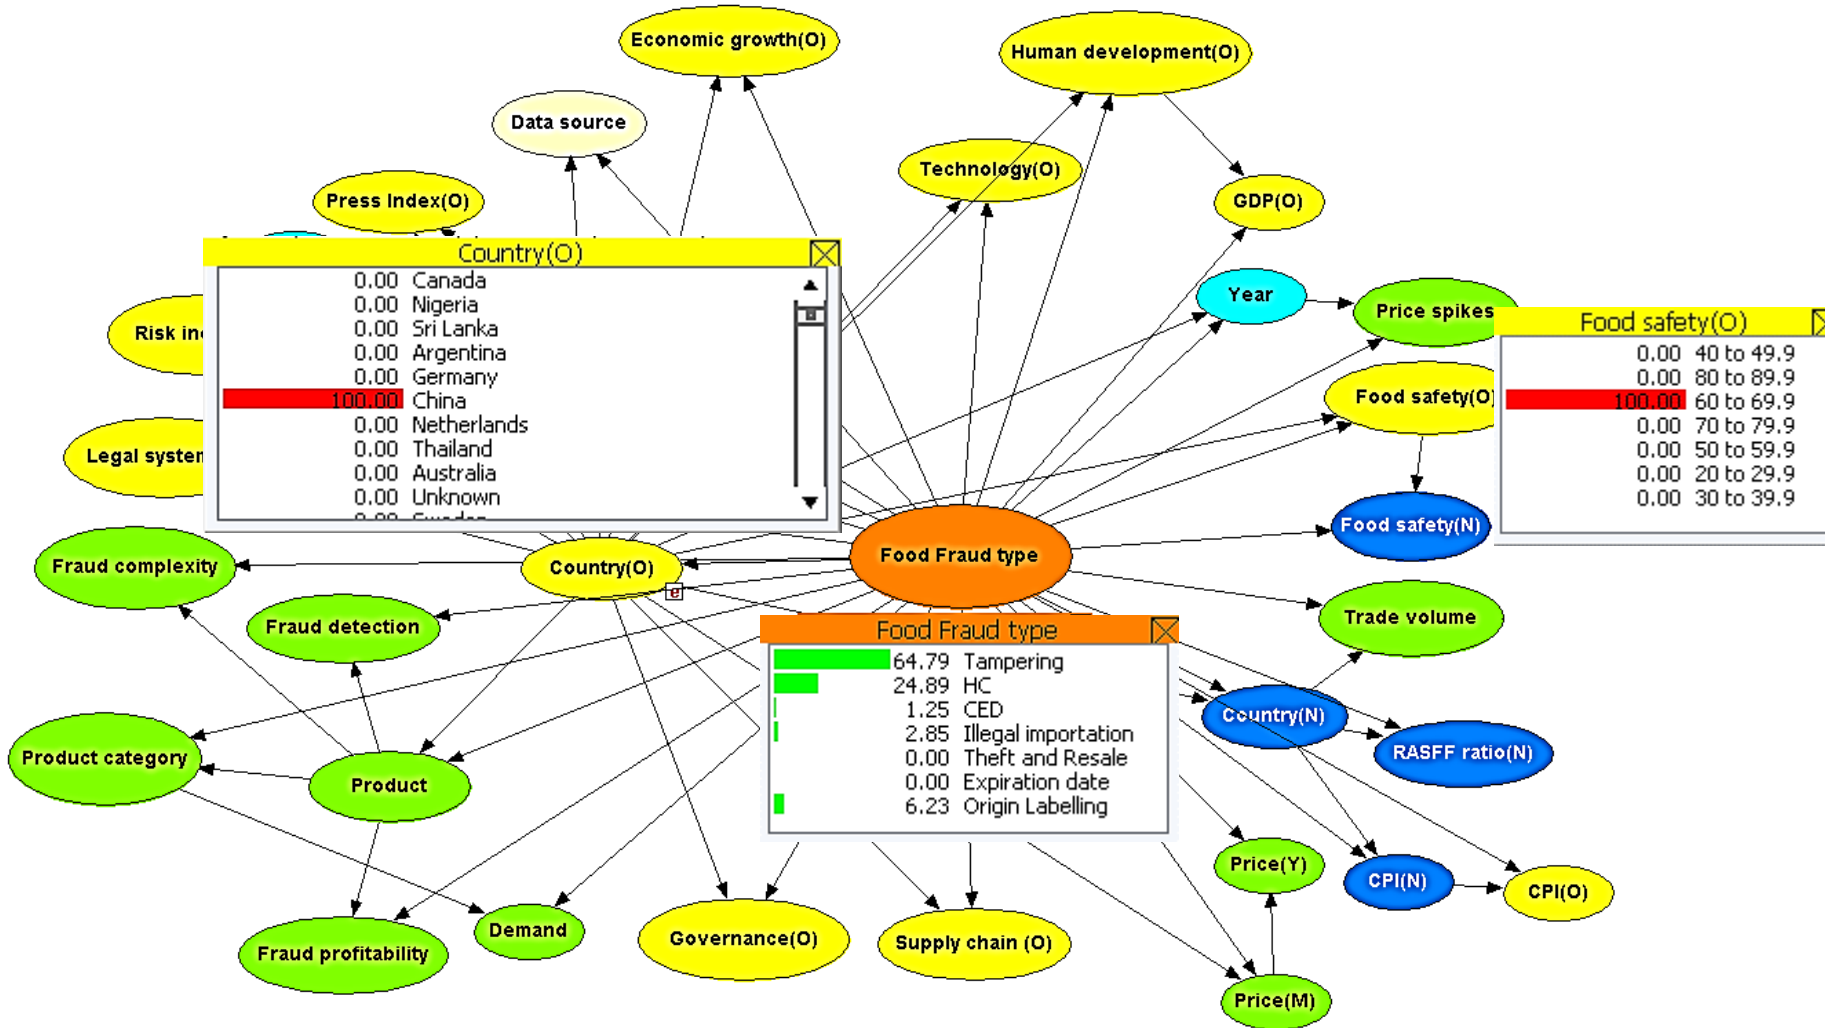 Economic growth(O)
Human development(O)
Data source
Technology(O)
Press Index(O)
GDP(O)
Country(O)
0.00 Canada
0.00 Nigeria
0.00 Sri Lanka
0.00 Argentina
0.00 Germany
100.00 China
0.00 Netherlands
0.00 Thailand
0.00 Australia
0.00 Unknown
Year
Price spikes
Food safety(O)
0.00 40 to 49.9
0.00 80 to 89.9
100.00 60 to 69.9
0.00 70 to 79.9
0.00 50 to 59.9
0.00 20 to 29.9
0.00 30 to 39.9
Risk in
Food safety(O)
Legal system
Food safety(N)
Fraud complexity
Country(O)
e
Food Fraud type
Fraud detection
Trade volume
Food Fraud type
64.79 Tampering
24.89 HC
1.25 CED
2.85 Illegal importation
0.00 Theft and Resale
0.00 Expiration date
6.23 Origin Labelling
Country(N)
RASFF ratio(N)
Product category
Product
Price(Y)
CPI(N)
CPI(O)
Demand
Fraud profitability
Governance(O)
Supply chain (O)
Price(M)